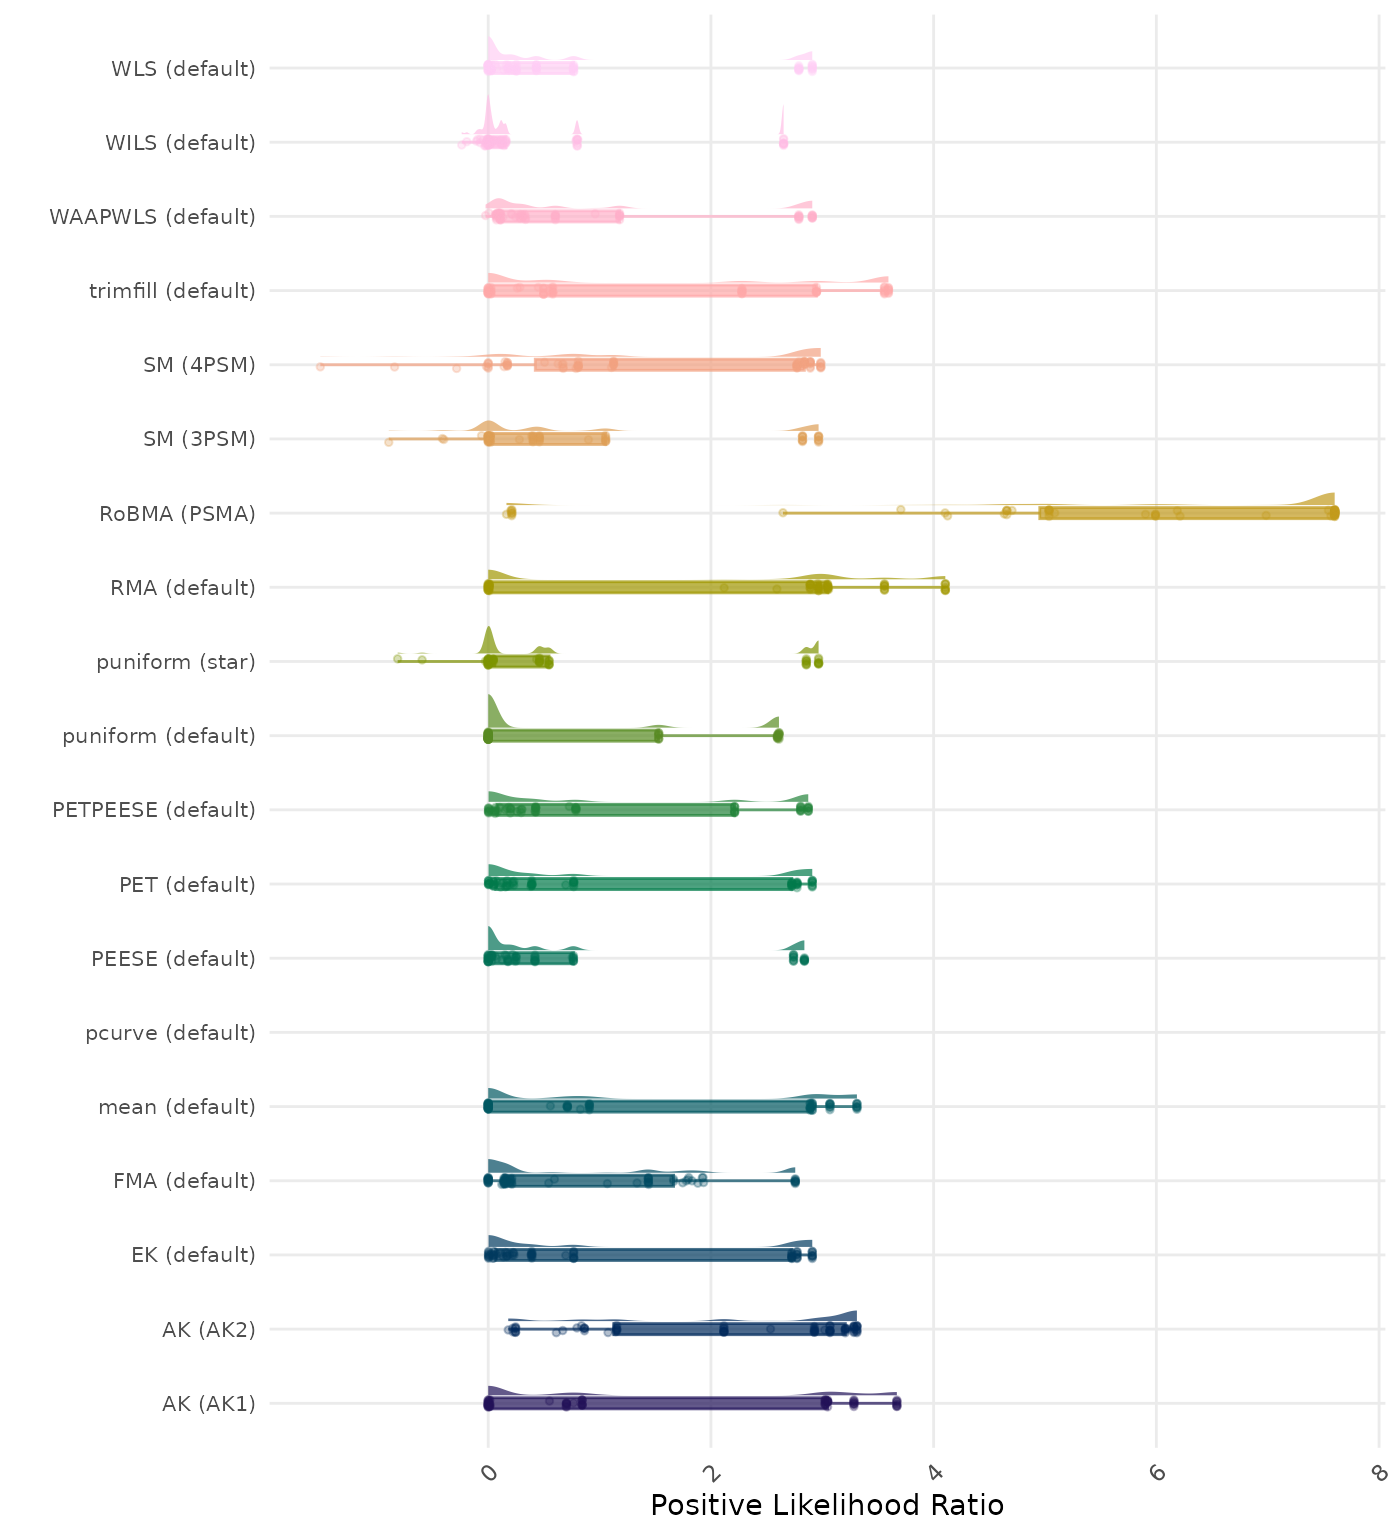 WLS (default)
WILS (default)
WAAPWLS (default)
trimfill (default)
SM (4PSM)
SM (3PSM)
RoBMA (PSMA)
RMA (default)
puniform (star)
puniform (default)
PETPEESE (default)
PET (default)
PEESE (default)
pcurve (default)
mean (default)
FMA (default)
EK (default)
AK (AK2)
AK (AK1)
0 2 4 6 8
Positive Likelihood Ratio